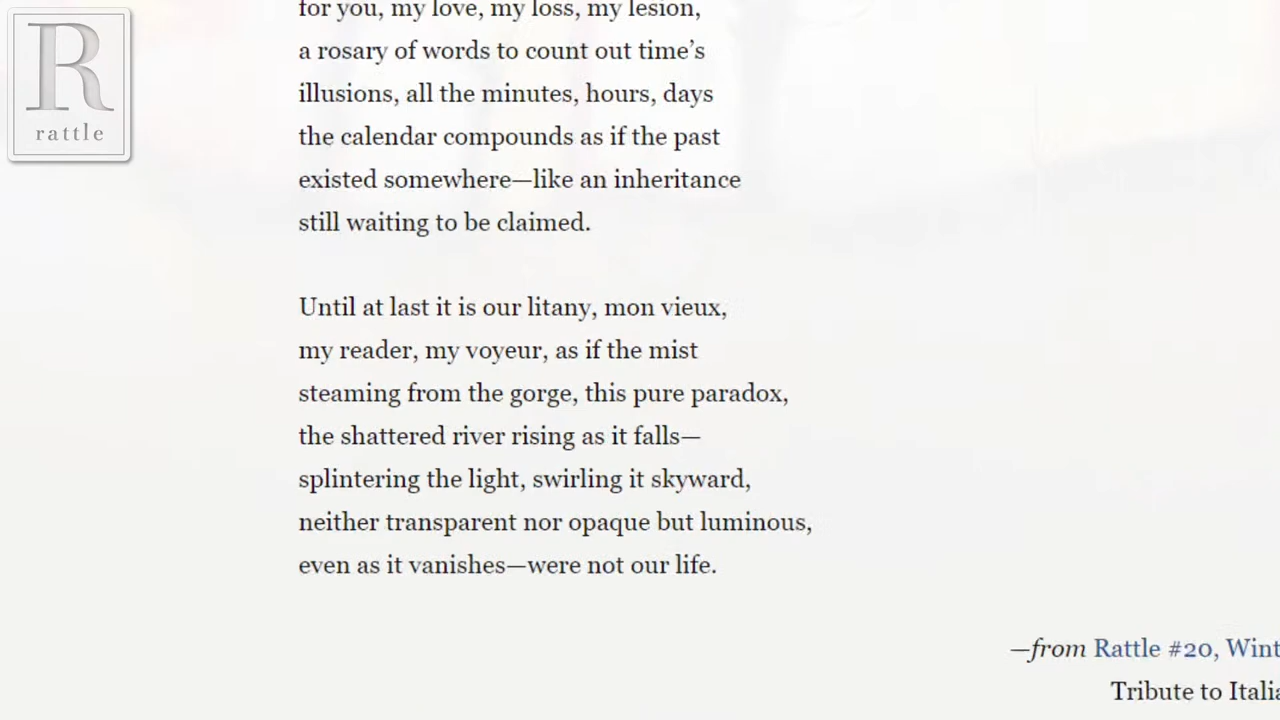 R
rattle
for you, my love, my loss, my lesion,
a rosary of words to count out time’s
illusions, all the minutes, hours, days
the calendar compounds as if the past
existed somewhere—like an inheritance
still waiting to be claimed.
Until at last it is our litany, mon vieux,
my reader, my voyeur, as if the mist
steaming from the gorge, this pure paradox,
the shattered river rising as it falls—
splintering the light, swirling it skyward,
neither transparent nor opaque but luminous,
even as it vanishes—were not our life.
—from Rattle #20, Wint
Tribute to Italia